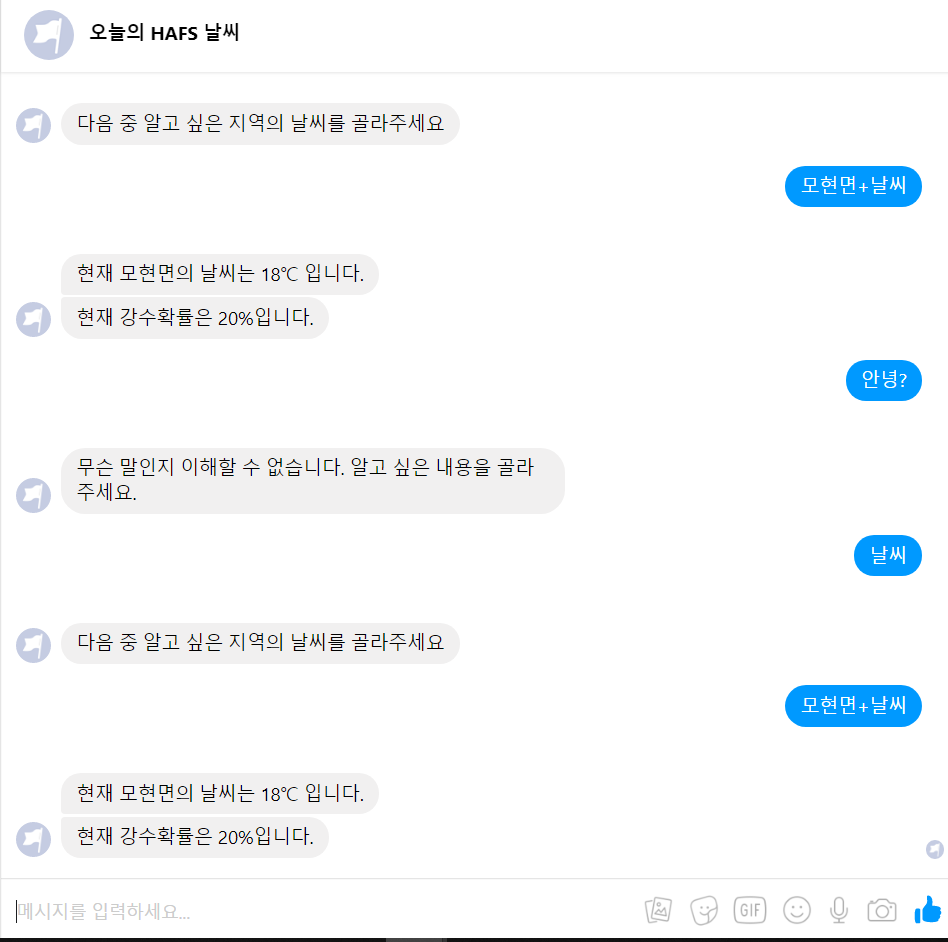 오늘의 HAFS 날씨
다음 중 알고 싶은 지역의 날씨를 골라주세요
모현면+날씨
현재 모현면의 날씨는 18℃ 입니다.
현재 강수확률은 20%입니다.
안녕?
무슨 말인지 이해할 수 없습니다. 알고 싶은 내용을 골라
주세요.
날씨
다음 중 알고 싶은 지역의 날씨를 골라주세요
모현면+날씨
현재 모현면의 날씨는 18℃ 입니다.
현재 강수확률은 20%입니다.
메시지를 입력하세요...
GIF